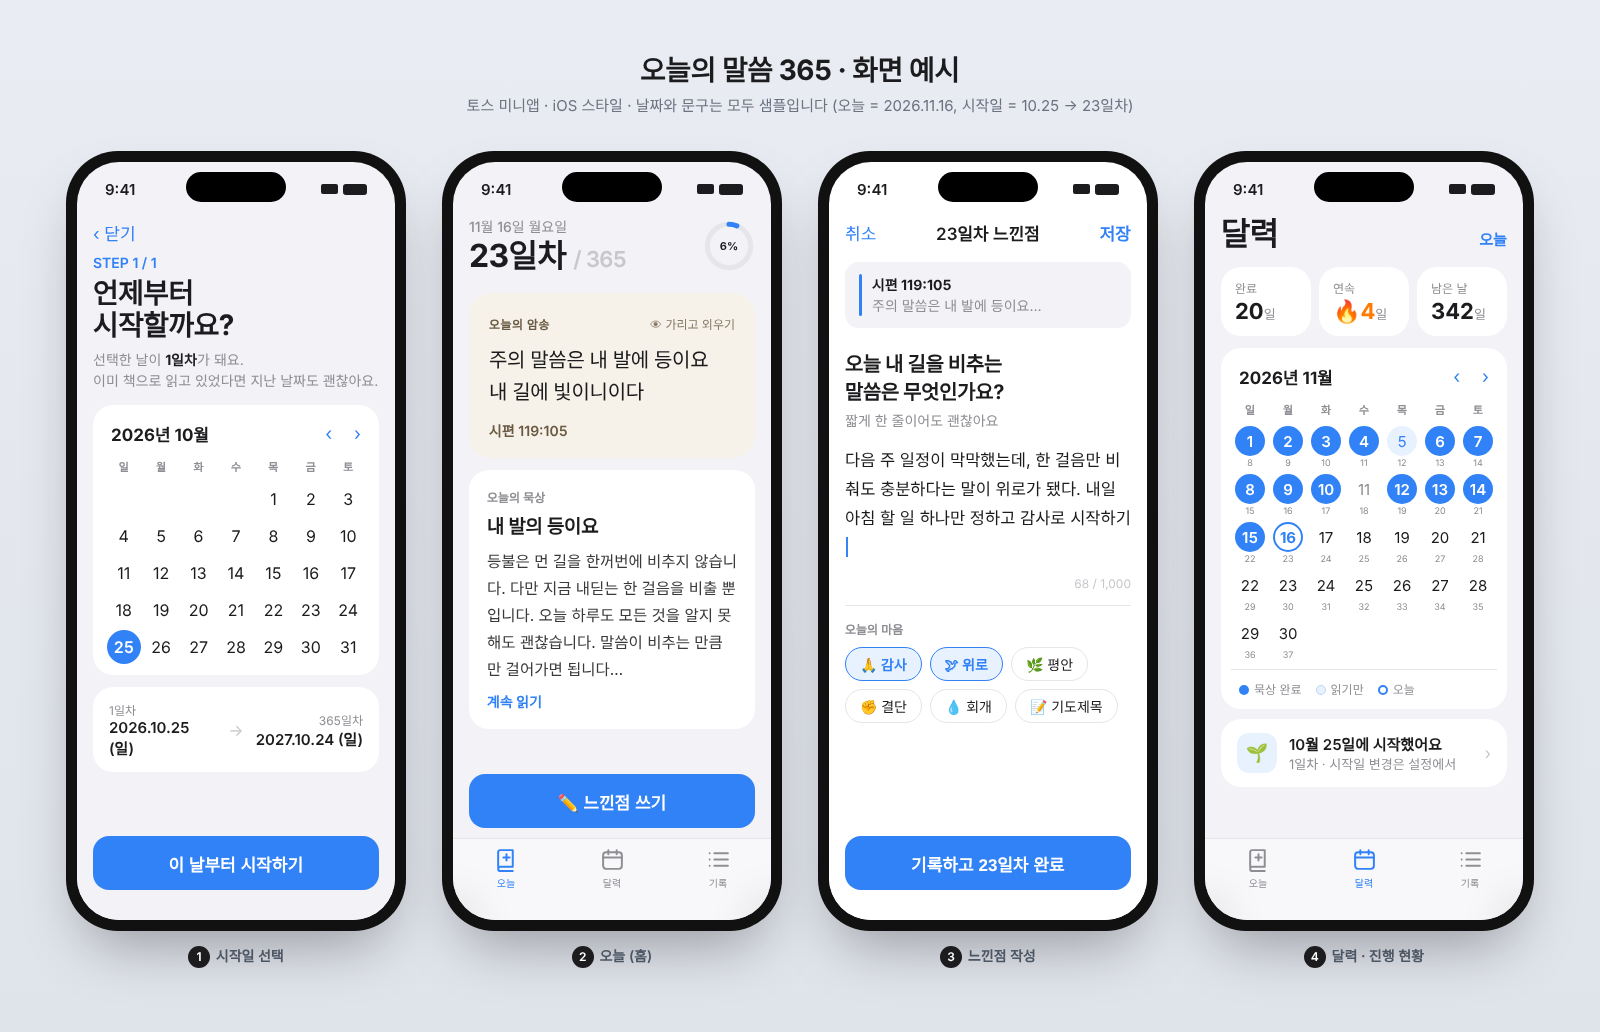 오늘의 말씀 365 · 화면 예시
토스 미니앱 · iOS 스타일 · 날짜와 문구는 모두 샘플입니다 (오늘 = 2026.11.16, 시작일 = 10.25 → 23일차)
9:41
‹ 닫기
STEP 1 / 1
언제부터
시작할까요?
선택한 날이 1일차가 돼요.
이미 책으로 읽고 있었다면 지난 날짜도 괜찮아요.
2026년 10월 ‹ ›
일 월 화 수 목 금 토
1 2 3
4 5 6 7 8 9 10
11 12 13 14 15 16 17
18 19 20 21 22 23 24
25 26 27 28 29 30 31
1일차
2026.10.25
(일)
→
365일차
2027.10.24 (일)
이 날부터 시작하기
1 시작일 선택
9:41
11월 16일 월요일
23일차 / 365
6%
오늘의 암송
👁 가리고 외우기
주의 말씀은 내 발에 등이요
내 길에 빛이니이다
시편 119:105
오늘의 묵상
내 발의 등이요
등불은 먼 길을 한꺼번에 비추지 않습니
다. 다만 지금 내딛는 한 걸음을 비출 뿐
입니다. 오늘 하루도 모든 것을 알지 못
해도 괜찮습니다. 말씀이 비추는 만큼
만 걸어가면 됩니다…
계속 읽기
✏️ 느낀점 쓰기
오늘 달력 기록
2 오늘 (홈)
9:41
취소 23일차 느낀점 저장
시편 119:105
주의 말씀은 내 발에 등이요…
오늘 내 길을 비추는
말씀은 무엇인가요?
짧게 한 줄이어도 괜찮아요
다음 주 일정이 막막했는데, 한 걸음만 비
춰도 충분하다는 말이 위로가 됐다. 내일
아침 할 일 하나만 정하고 감사로 시작하기
68 / 1,000
오늘의 마음
🙏 감사 🕊 위로 🌿 평안
✊ 결단 💧 회개 📝 기도제목
기록하고 23일차 완료
3 느낀점 작성
9:41
달력 오늘
완료
20일
연속
🔥4일
남은 날
342일
2026년 11월 ‹ ›
일 월 화 수 목 금 토
1 2 3 4 5 6 7
8 9 10 11 12 13 14
8 9 10 11 12 13 14
15 16 17 18 19 20 21
15 16 17 18 19 20 21
22 23 24 25 26 27 28
22 23 24 25 26 27 28
29 30 31 32 33 34 35
29 30
36 37
묵상 완료 읽기만 오늘
🌱 10월 25일에 시작했어요 ›
1일차 · 시작일 변경은 설정에서
오늘 달력 기록
4 달력 · 진행 현황